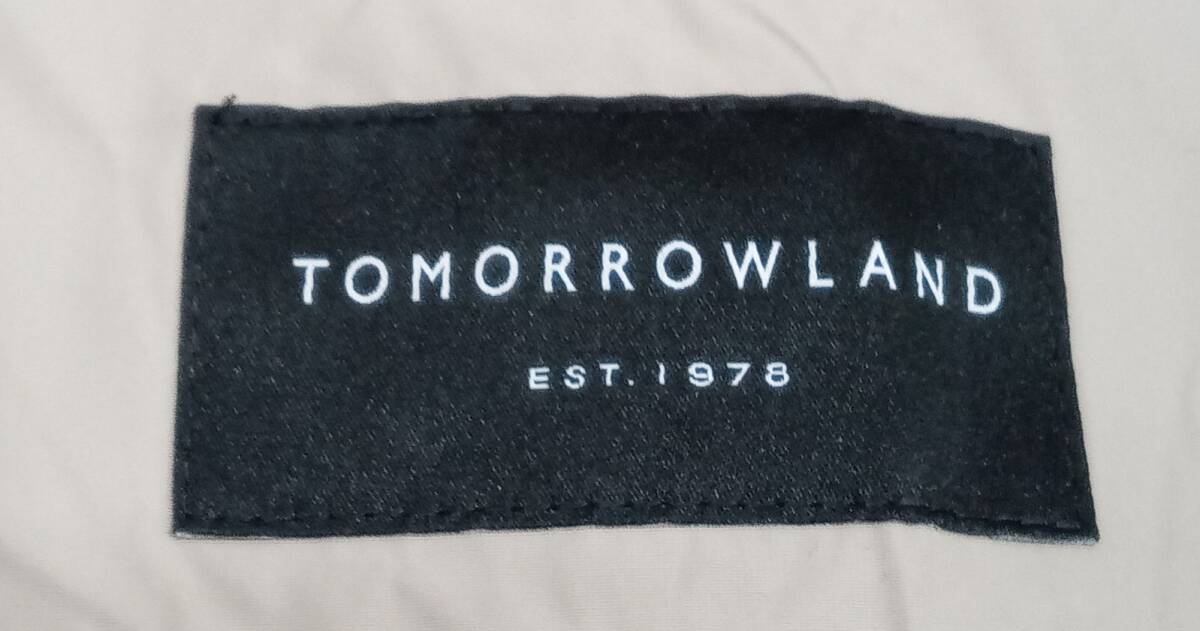 TOMORROWLAND
EST. 1978